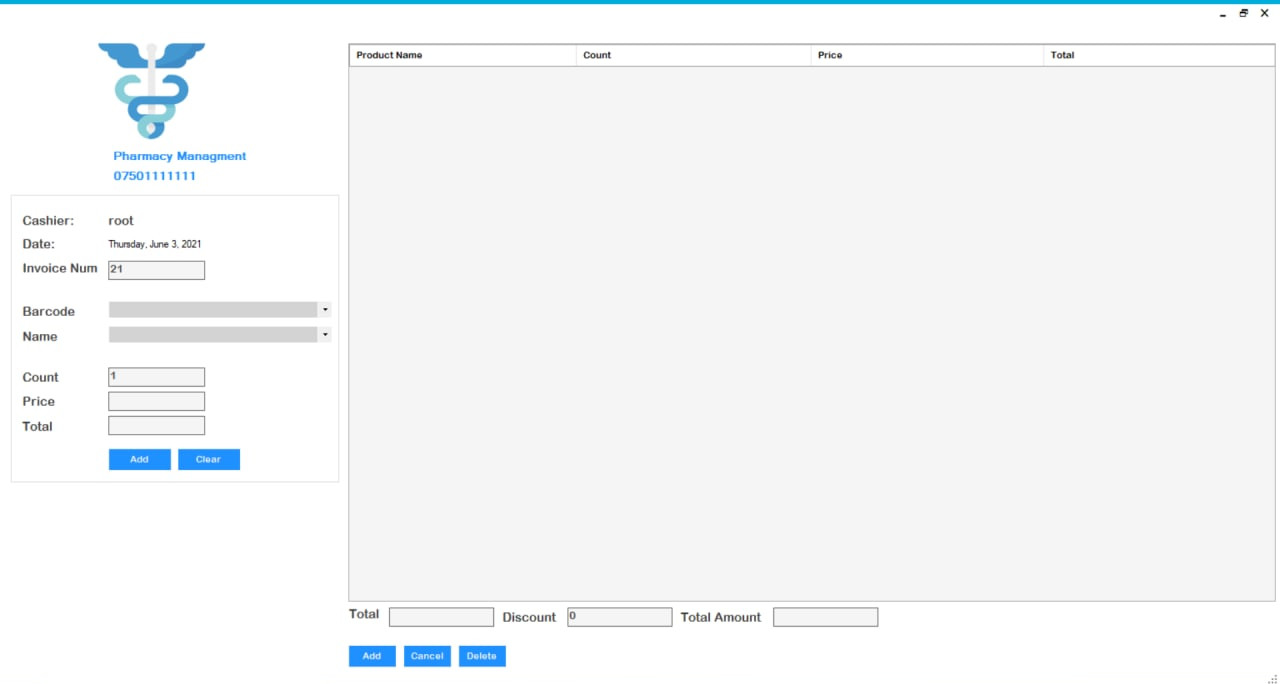 Pharmacy Managment
07501111111
Cashier: root
Date: Thursday, June 3, 2021
Invoice Num 21
Barcode
Name
Count 1
Price
Total
Add Clear
Product Name Count Price Total
Total Discount 0 Total Amount
Add Cancel Delete